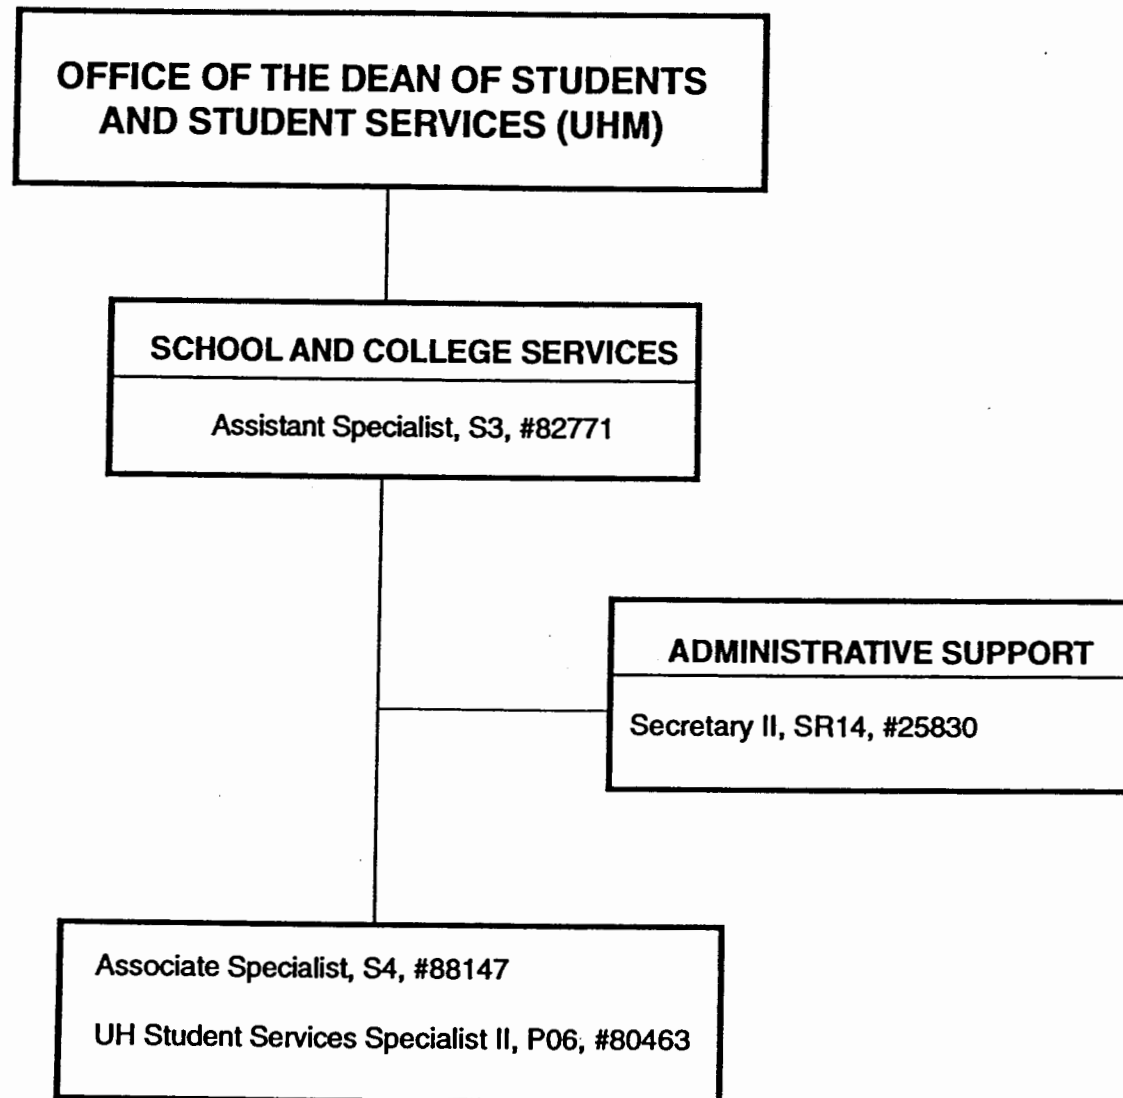 OFFICE OF THE DEAN OF STUDENTS
AND STUDENT SERVICES (UHM)
SCHOOL AND COLLEGE SERVICES
Assistant Specialist, S3, #82771
ADMINISTRATIVE SUPPORT
Secretary II, SR14, #25830
Associate Specialist, S4, #88147
UH Student Services Specialist II, P06, #80463